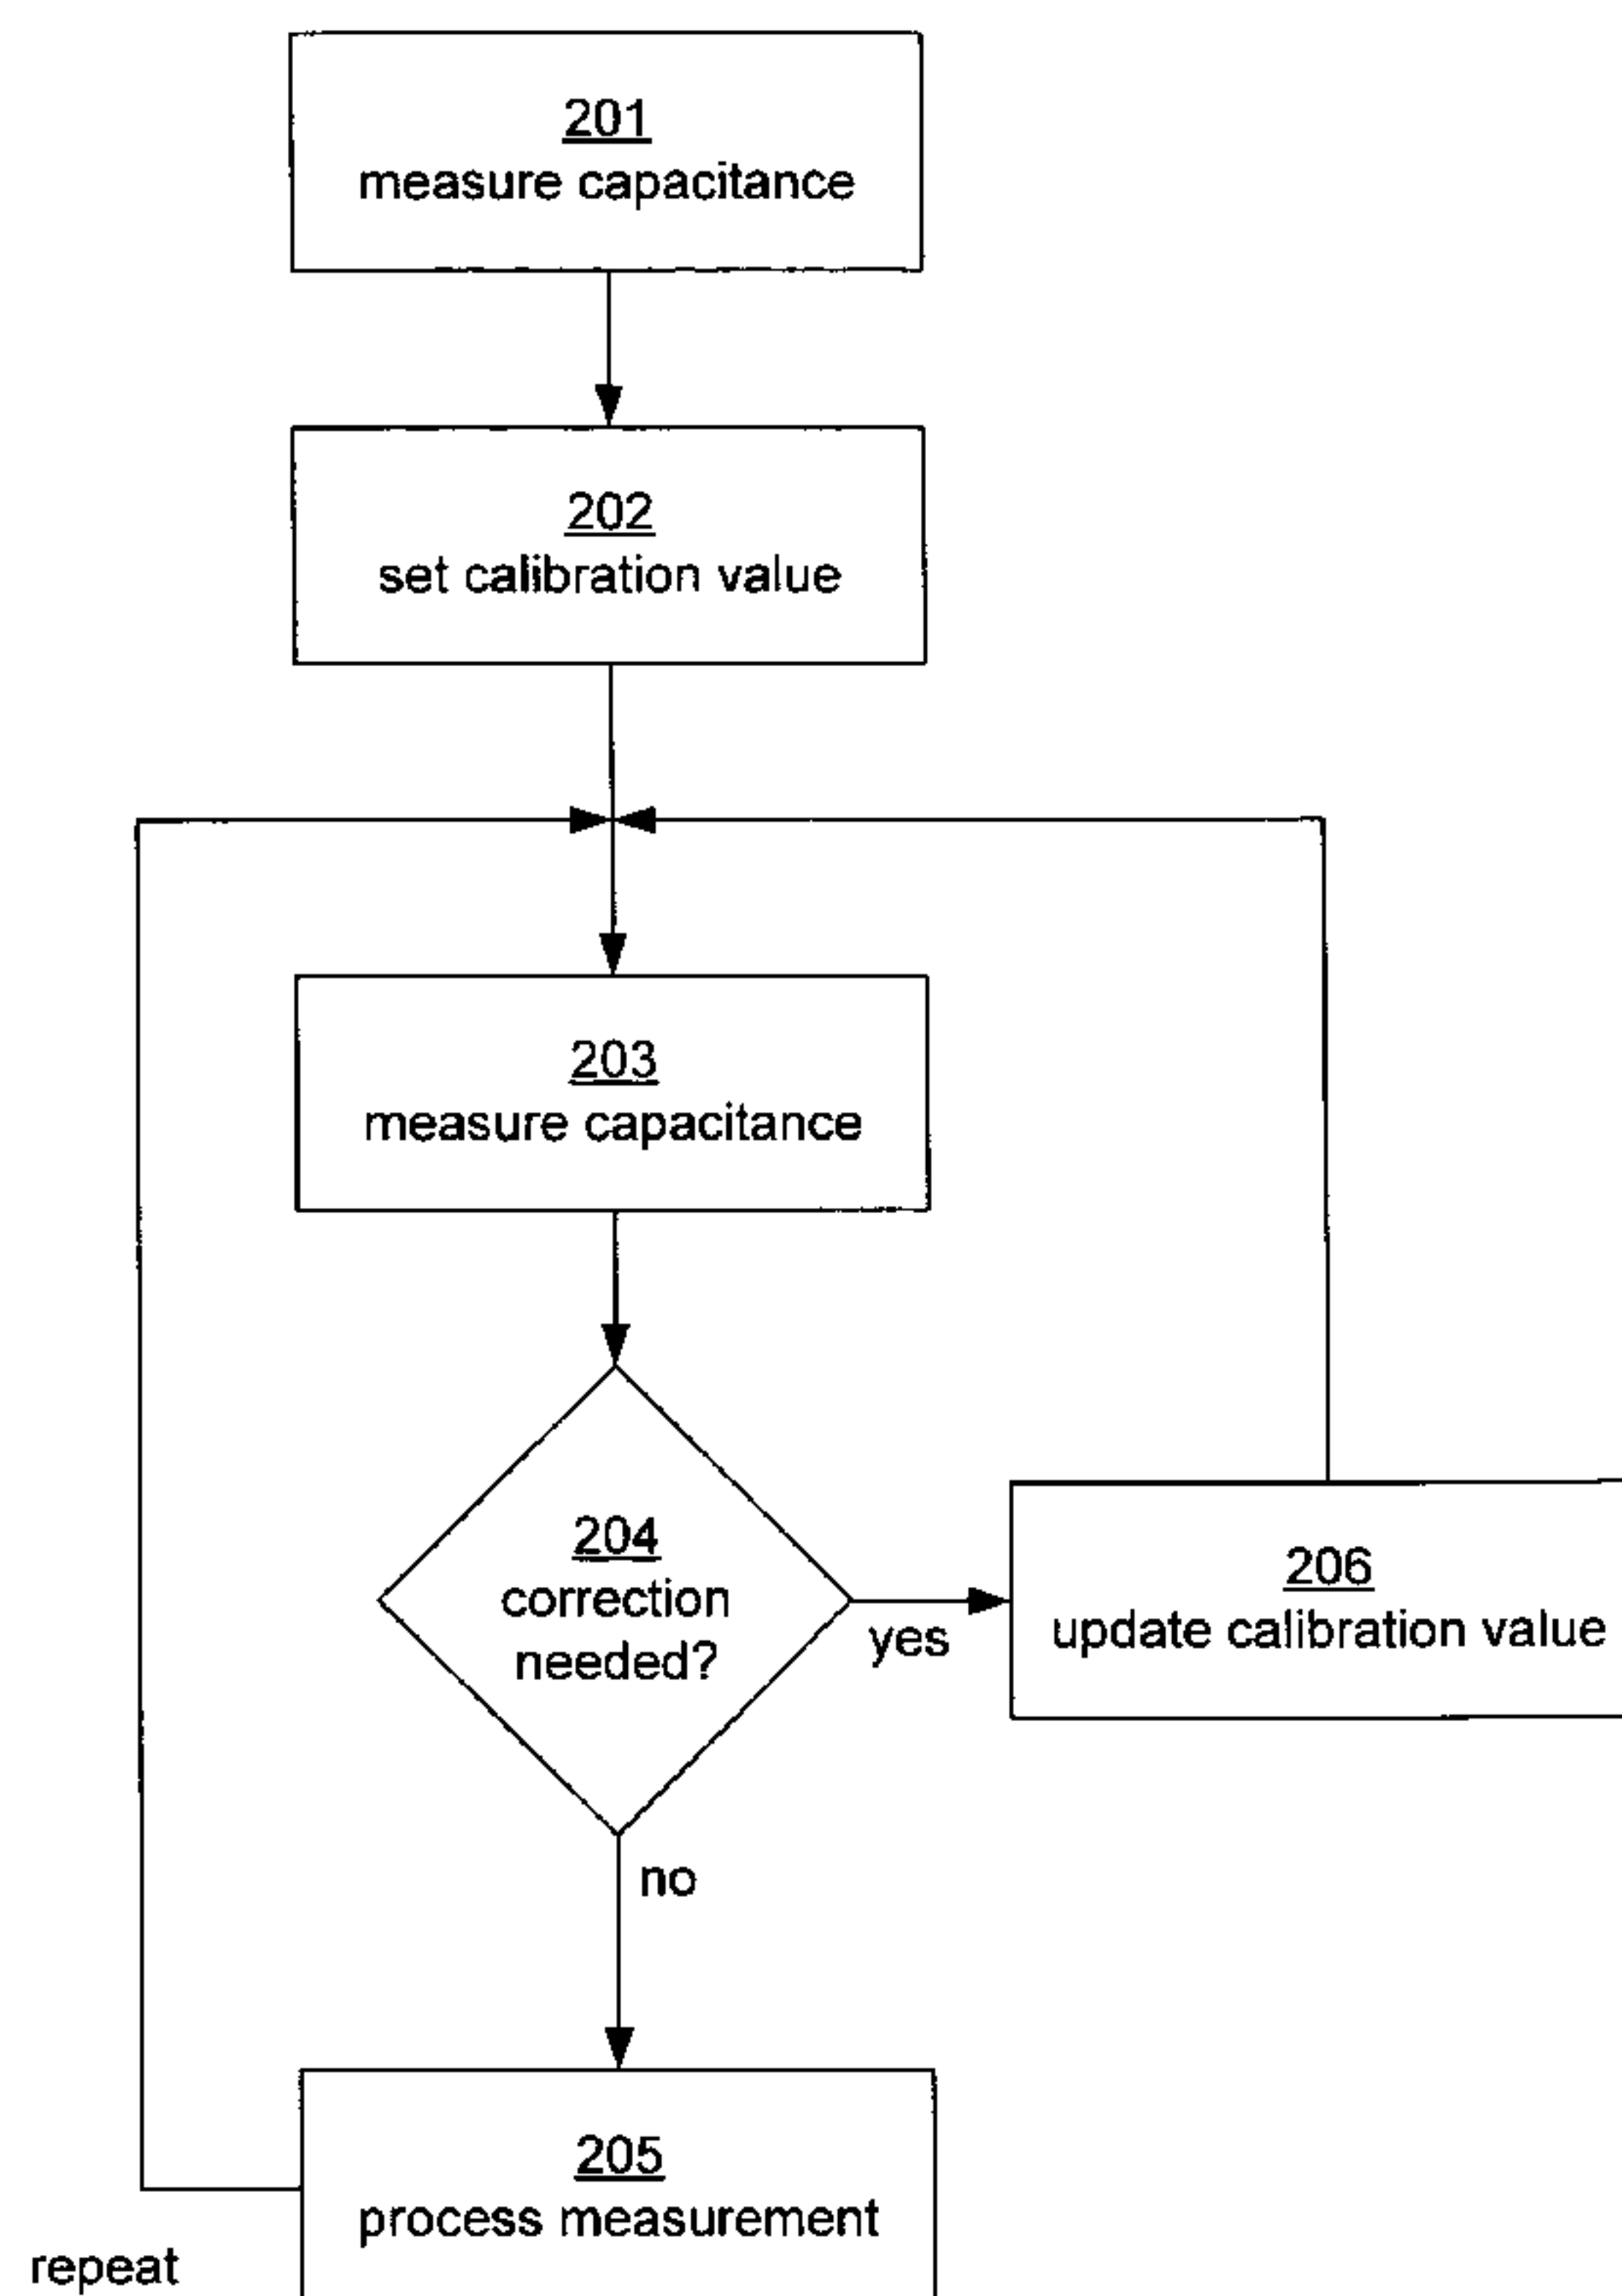 201
measure capacitance
202
set calibration value
203
measure capacitance
204
correction
needed?
yes
206
update calibration value
no
205
process measurement
repeat